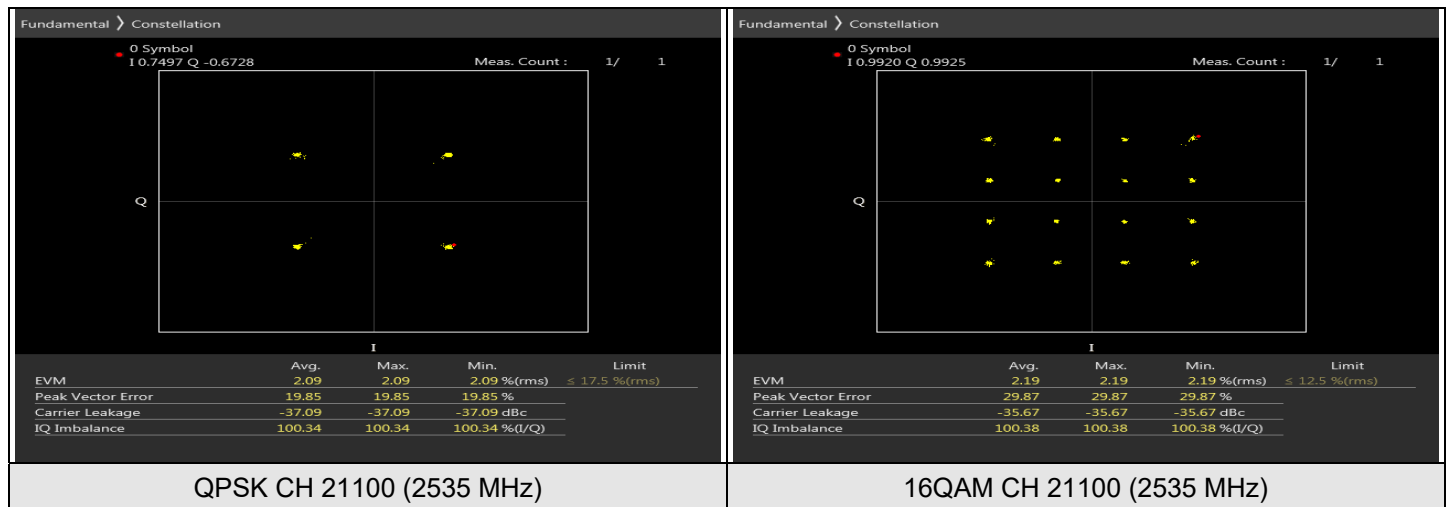 Fundamental ❯ Constellation
0 Symbol
I 0.7497 Q -0.6728 Meas. Count : 1/ 1
Q
I
Avg. Max. Min. Limit
EVM 2.09 2.09 2.09 %(rms) ≤ 17.5 %(rms)
Peak Vector Error 19.85 19.85 19.85 %
Carrier Leakage -37.09 -37.09 -37.09 dBc
IQ Imbalance 100.34 100.34 100.34 %(I/Q)
QPSK CH 21100 (2535 MHz)
Fundamental ❯ Constellation
0 Symbol
I 0.9920 Q 0.9925 Meas. Count : 1/ 1
Q
I
Avg. Max. Min. Limit
EVM 2.19 2.19 2.19 %(rms) ≤ 12.5 %(rms)
Peak Vector Error 29.87 29.87 29.87 %
Carrier Leakage -35.67 -35.67 -35.67 dBc
IQ Imbalance 100.38 100.38 100.38 %(I/Q)
16QAM CH 21100 (2535 MHz)